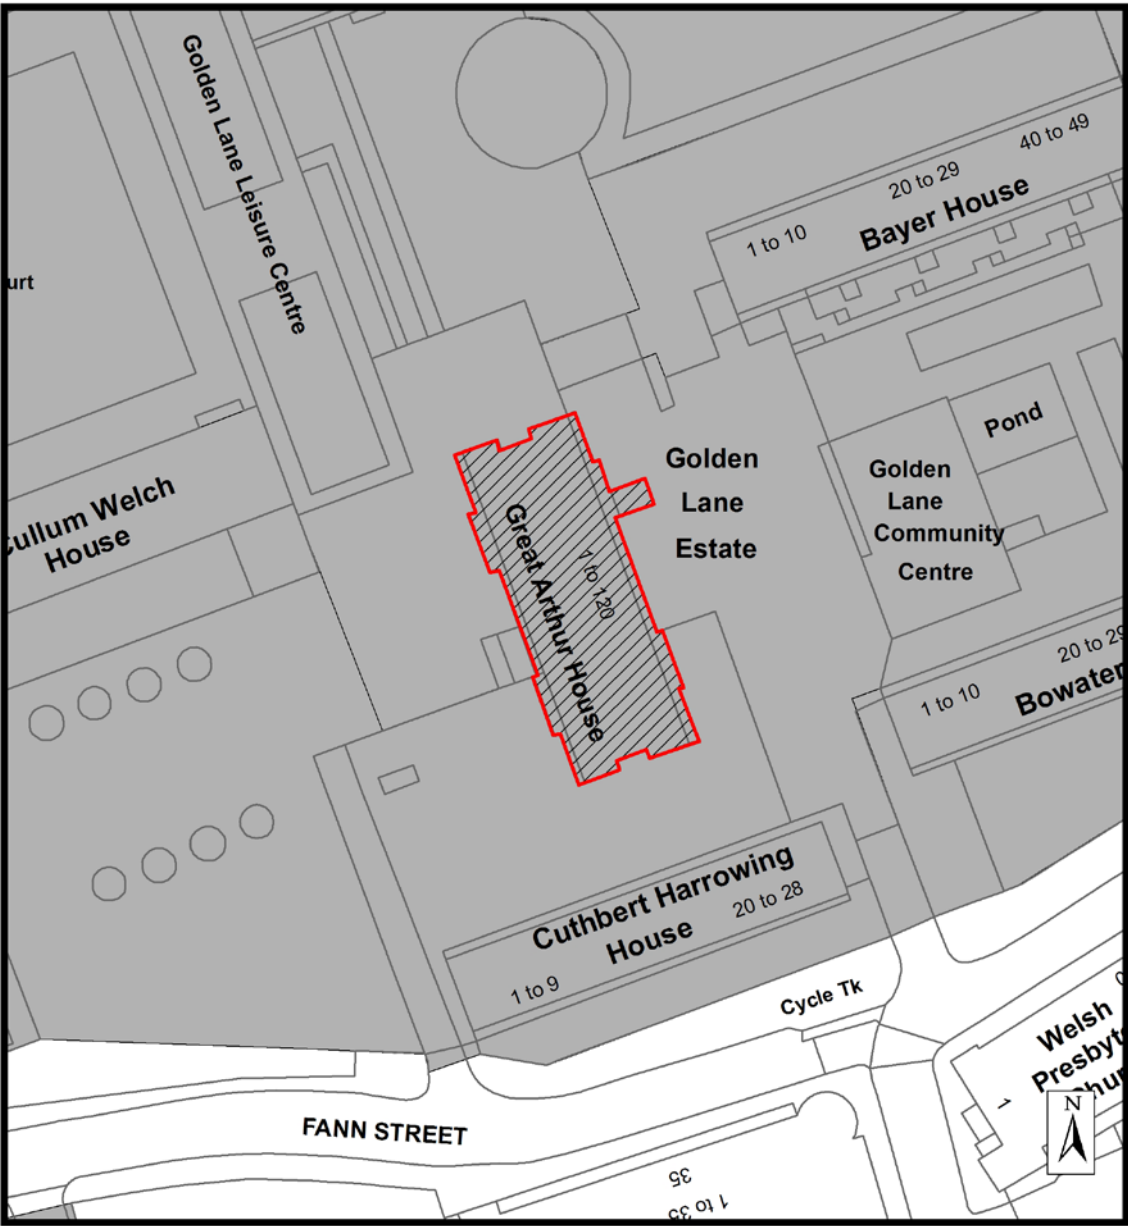 Golden Lane Leisure Centre
40 to 49
20 to 29
1 to 10
Bayer House
urt
Pond
Golden
Lane
Estate
Golden
Lane
Community
Centre
Cullum Welch
House
Great Arthur House
1 to 120
20 to 29
1 to 10
Bowater
Cuthbert Harrowing
House
20 to 28
1 to 9
Cycle Tk
Welsh
Presbyte
Chur
1
N
FANN STREET
35
1 to 35